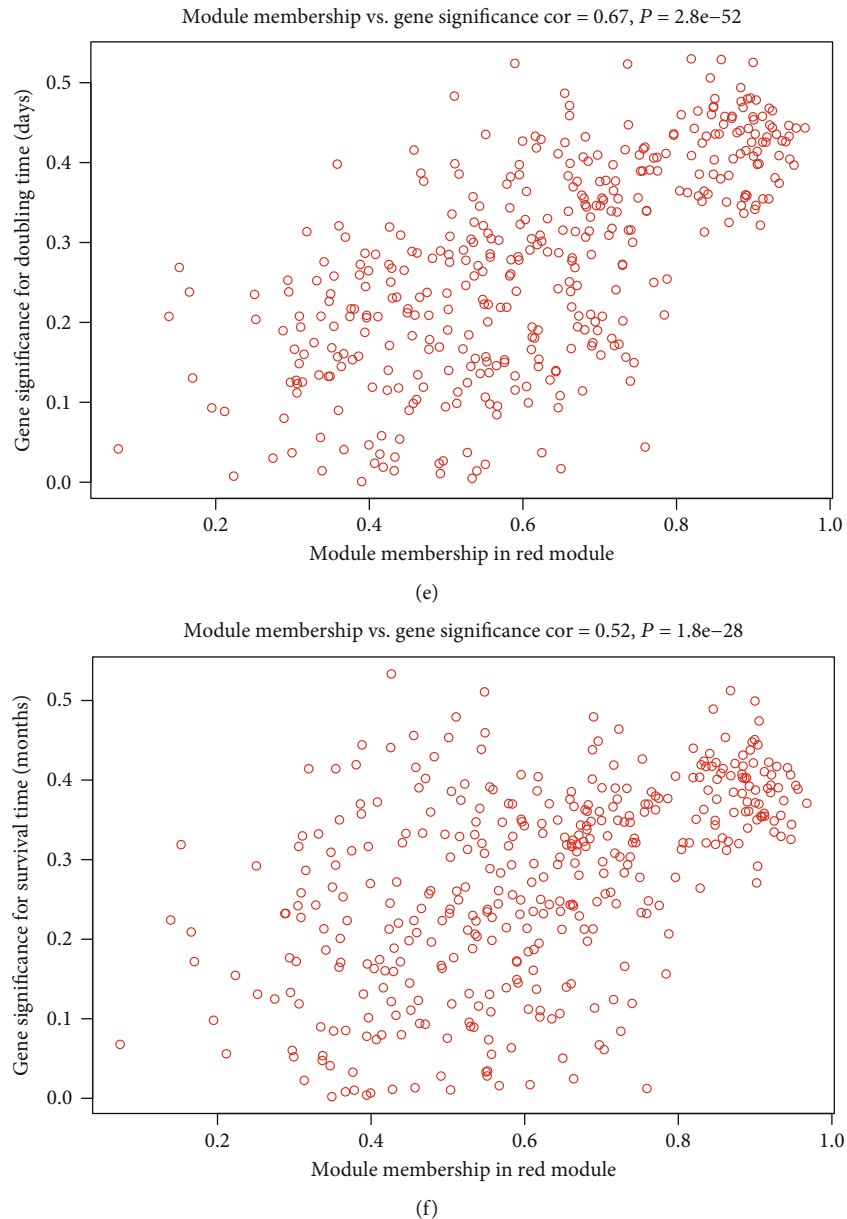 Module membership vs. gene significance cor = 0.67, P = 2.8e−52
Gene significance for doubling time (days)
0.5
0.4
0.3
0.2
0.1
0.0
0.2 0.4 0.6 0.8 1.0
Module membership in red module
(e)
Module membership vs. gene significance cor = 0.52, P = 1.8e−28
Gene significance for survival time (months)
0.5
0.4
0.3
0.2
0.1
0.0
0.2 0.4 0.6 0.8 1.0
Module membership in red module
(f)